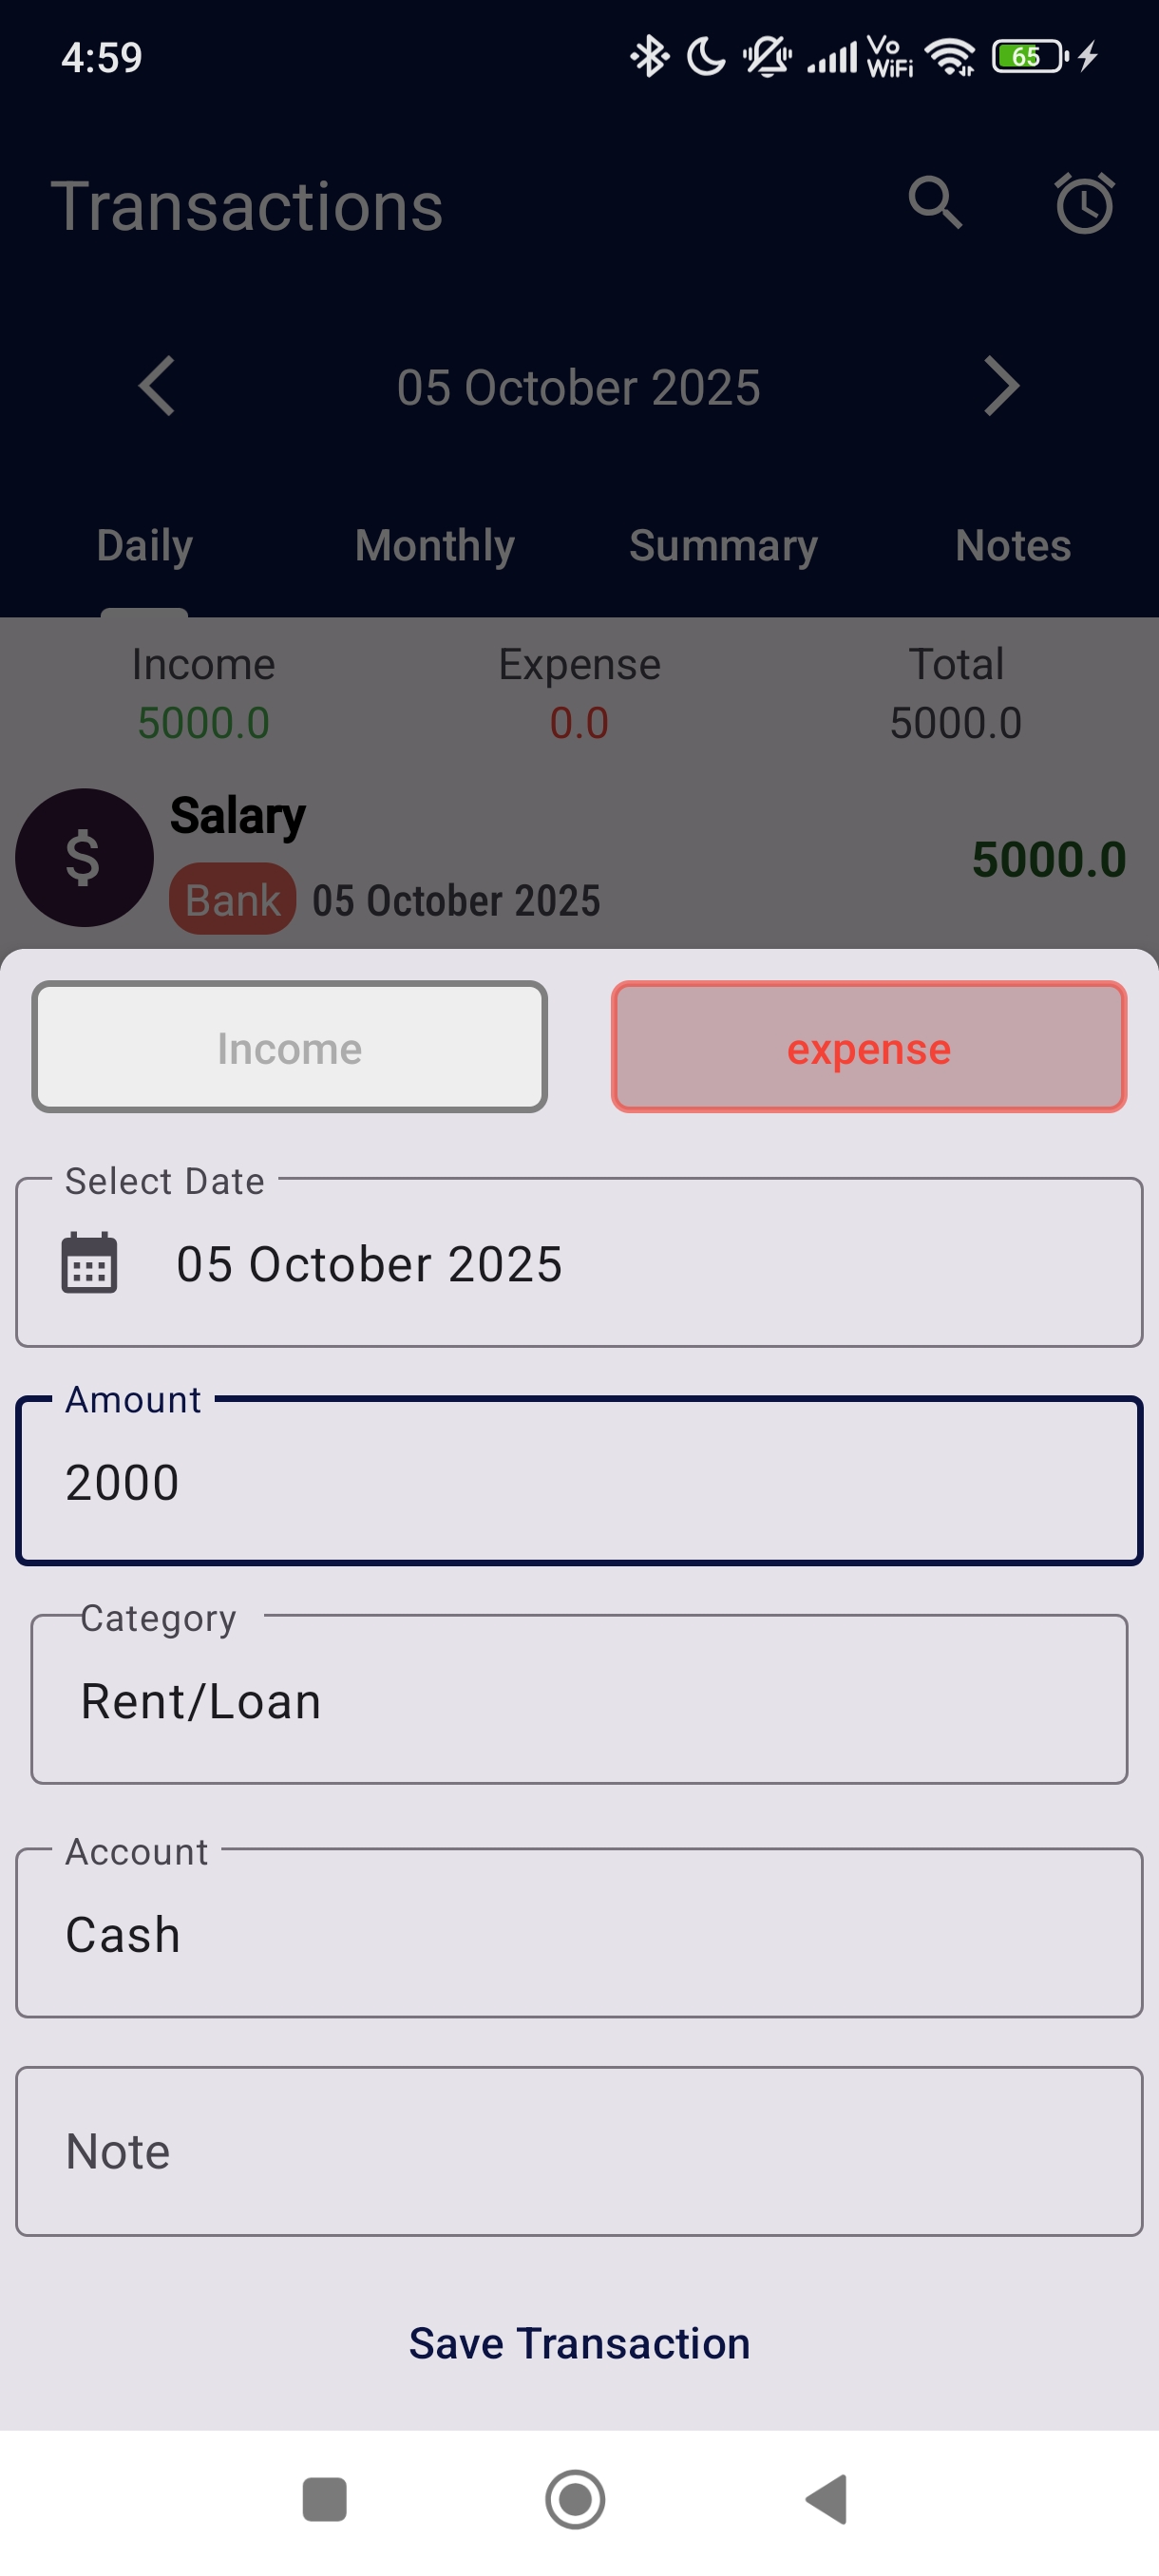 4:59
Vo
WiFi
65
Transactions
05 October 2025
Daily Monthly Summary Notes
Income Expense Total
5000.0 0.0 5000.0
$
Salary
5000.0
Bank 05 October 2025
Income expense
Select Date
05 October 2025
Amount
2000
Category
Rent/Loan
Account
Cash
Note
Save Transaction